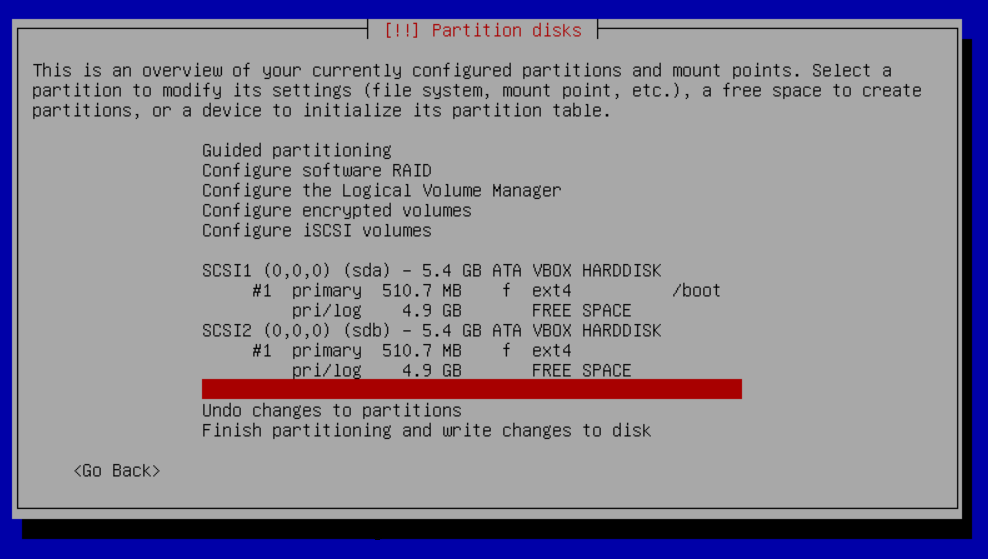 [!!] Partition disks
This is an overview of your currently configured partitions and mount points. Select a
partition to modify its settings (file system, mount point, etc.), a free space to create
partitions, or a device to initialize its partition table.
Guided partitioning
Configure software RAID
Configure the Logical Volume Manager
Configure encrypted volumes
Configure iSCSI volumes
SCSI1 (0,0,0) (sda) - 5.4 GB ATA VBOX HARDDISK
#1 primary 510.7 MB f ext4 /boot
pri/log 4.9 GB FREE SPACE
SCSI2 (0,0,0) (sdb) - 5.4 GB ATA VBOX HARDDISK
#1 primary 510.7 MB f ext4
pri/log 4.9 GB FREE SPACE
Undo changes to partitions
Finish partitioning and write changes to disk
<Go Back>